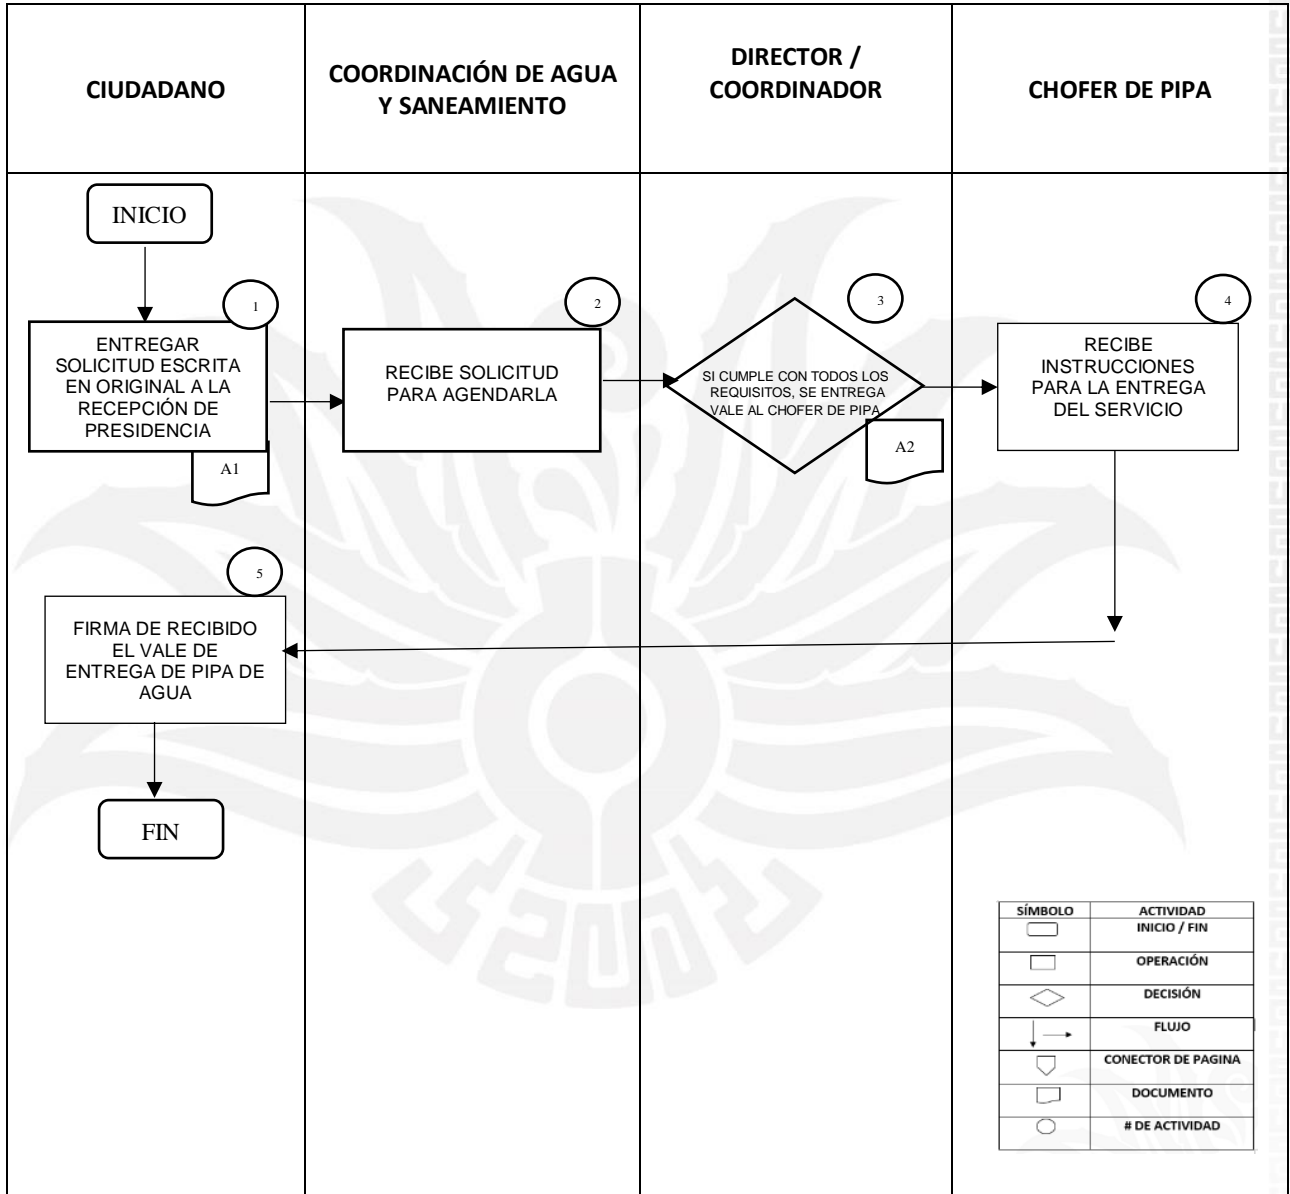 CIUDADANO
COORDINACIÓN DE AGUA
Y SANEAMIENTO
DIRECTOR /
COORDINADOR
CHOFER DE PIPA
INICIO
1
ENTREGAR
SOLICITUD ESCRITA
EN ORIGINAL A LA
RECEPCIÓN DE
PRESIDENCIA
A1
2
RECIBE SOLICITUD
PARA AGENDARLA
3
SI CUMPLE CON TODOS LOS
REQUISITOS, SE ENTREGA
VALE AL CHOFER DE PIPA
A2
4
RECIBE
INSTRUCCIONES
PARA LA ENTREGA
DEL SERVICIO
5
FIRMA DE RECIBIDO
EL VALE DE
ENTREGA DE PIPA DE
AGUA
FIN
SÍMBOLO ACTIVIDAD
INICIO / FIN
OPERACIÓN
DECISIÓN
FLUJO
CONECTOR DE PAGINA
DOCUMENTO
# DE ACTIVIDAD